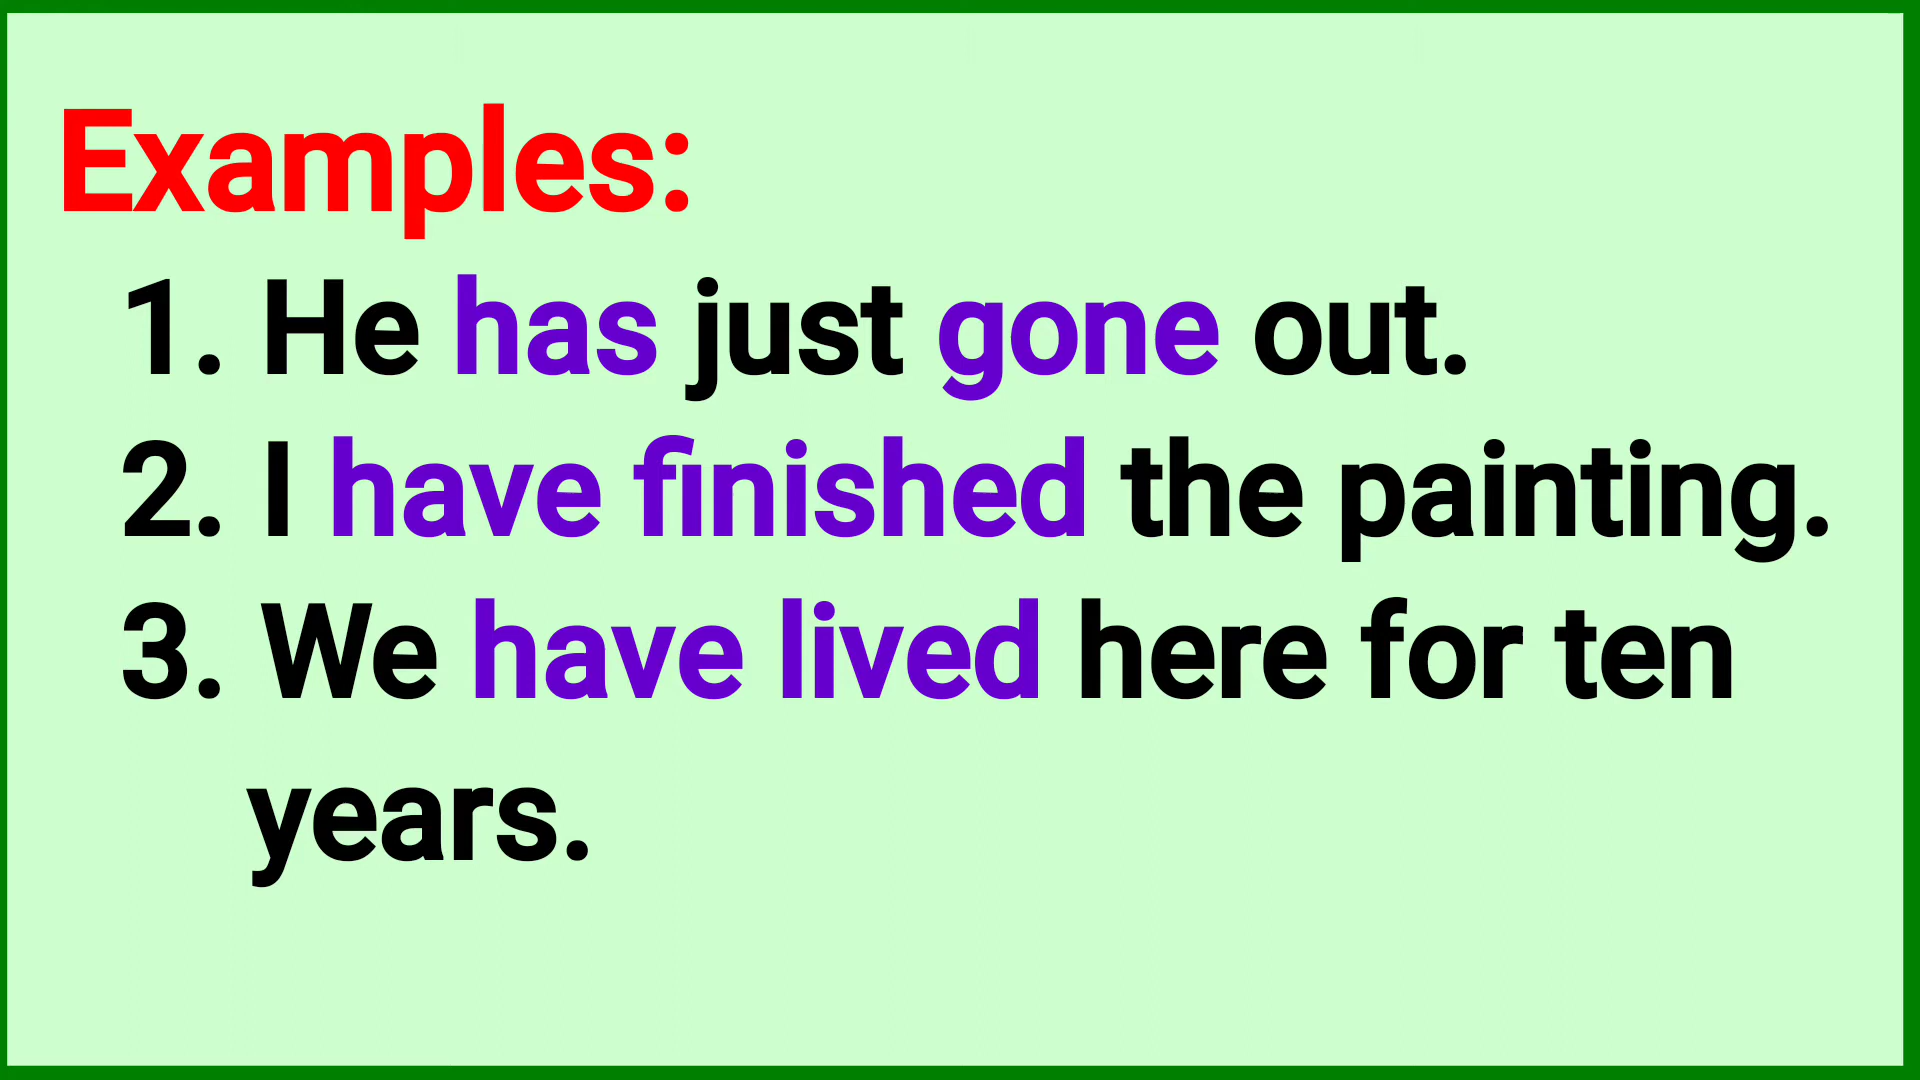 Examples:
1. He has just gone out.
2. I have finished the painting.
3. We have lived here for ten
years.